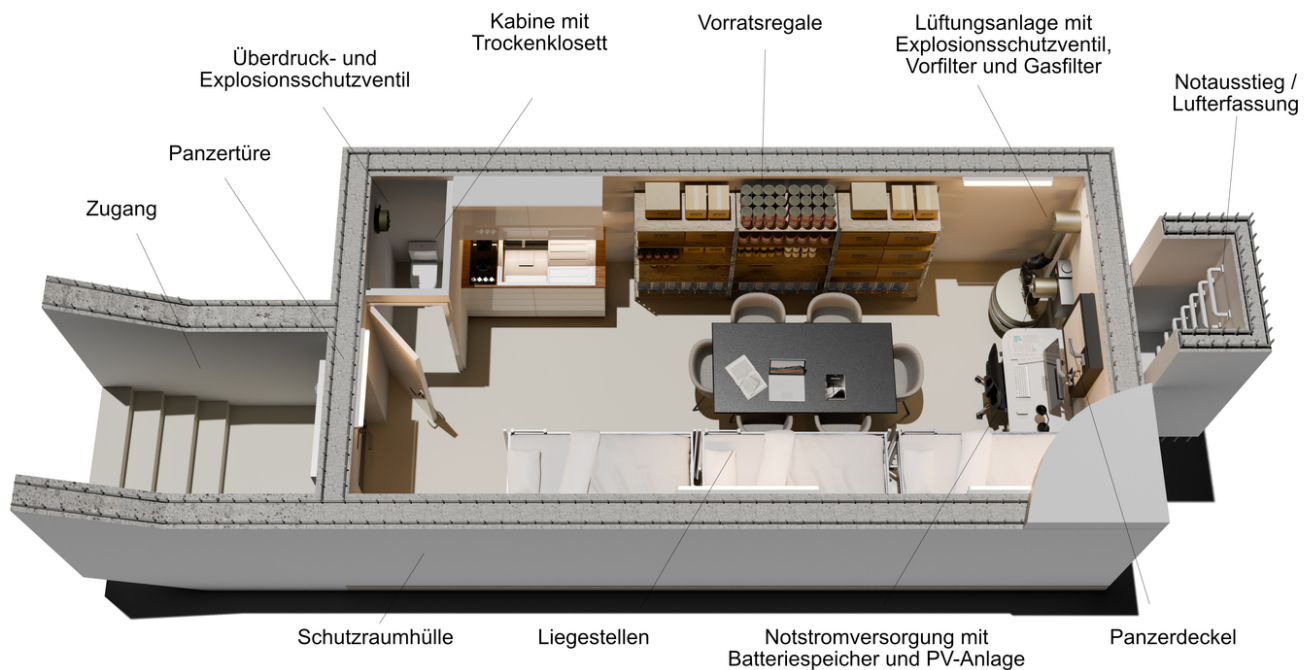 Kabine mit
Trockenklosett
Vorratsregale
Lüftungsanlage mit
Explosionsschutzventil,
Vorfilter und Gasfilter
Überdruck- und
Explosionsschutzventil
Notausstieg /
Lufterfassung
Panzertüre
Zugang
Schutzraumhülle
Liegestellen
Notstromversorgung mit
Batteriespeicher und PV-Anlage
Panzerdeckel